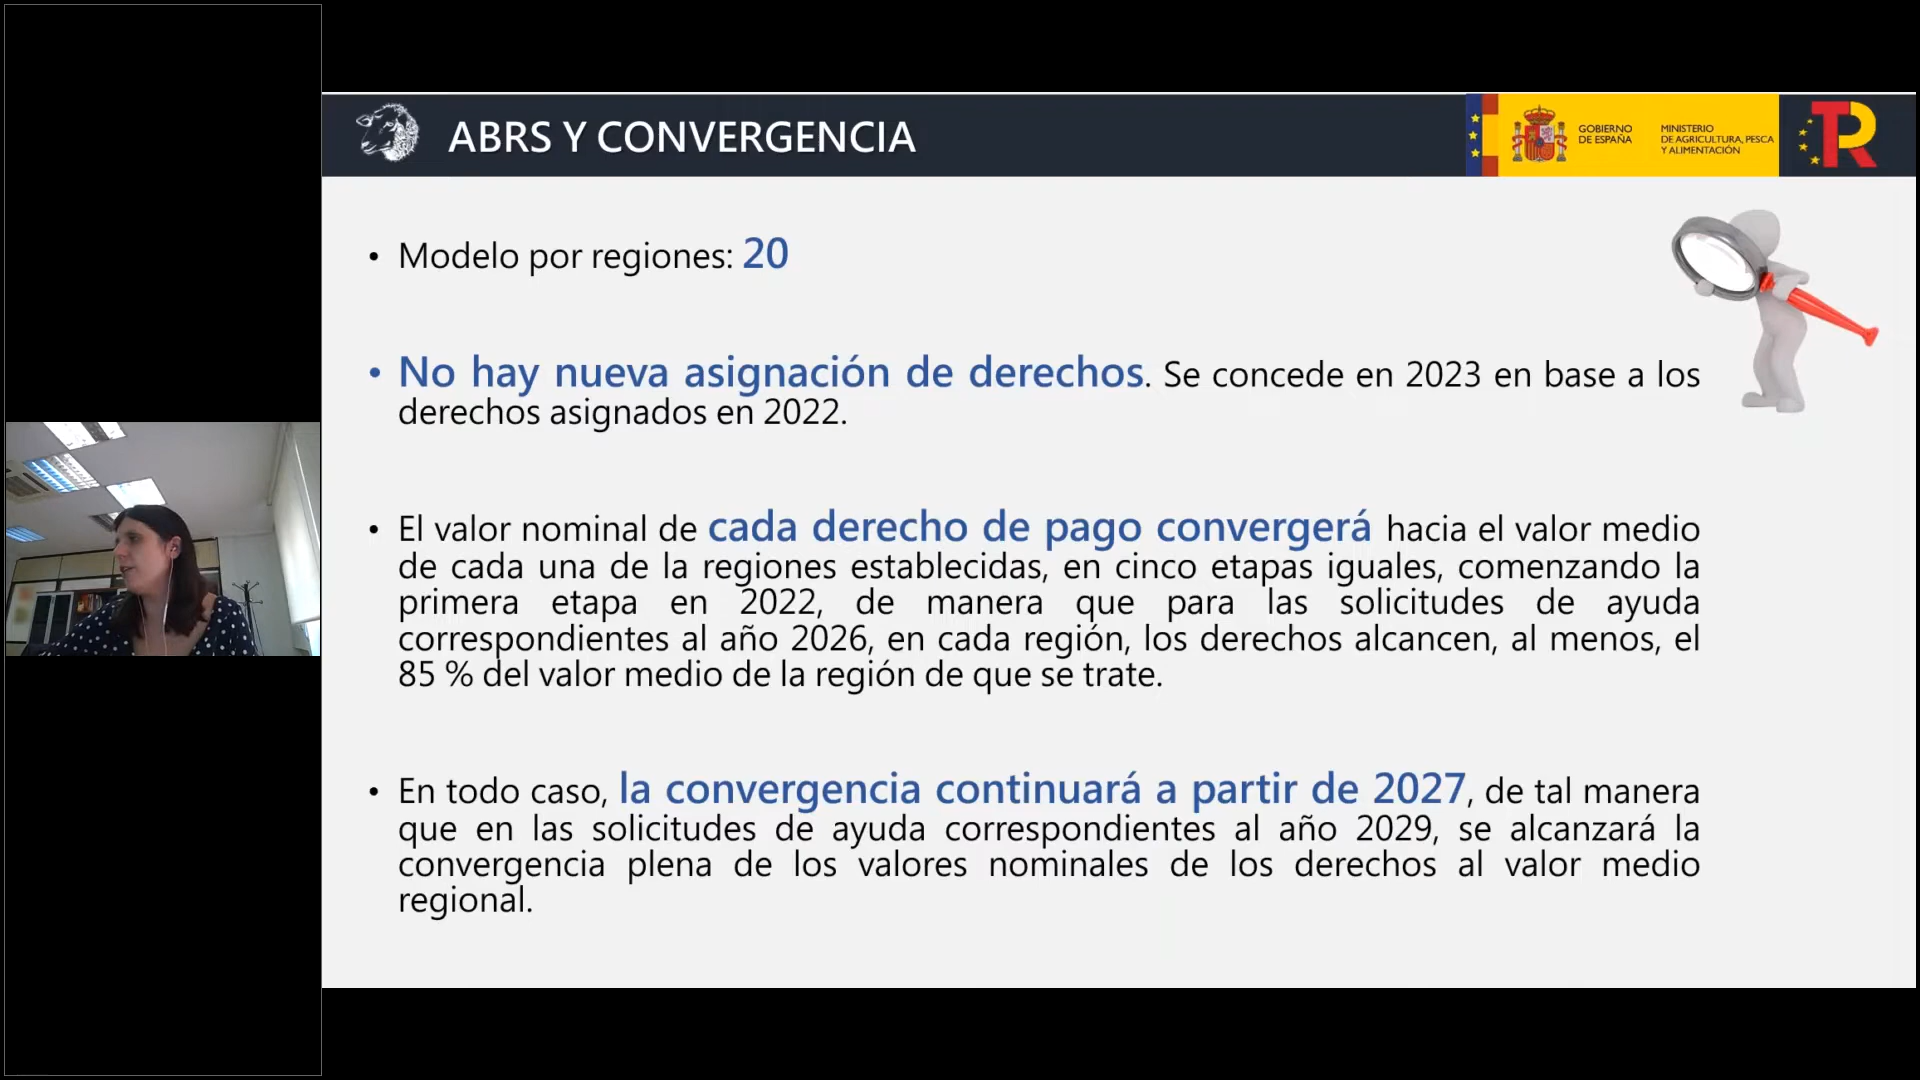 ABRS Y CONVERGENCIA
GOBIERNO
DE ESPAÑA
MINISTERIO
DE AGRICULTURA, PESCA
Y ALIMENTACIÓN
TR
• Modelo por regiones: 20
• No hay nueva asignación de derechos. Se concede en 2023 en base a los
derechos asignados en 2022.
• El valor nominal de cada derecho de pago convergerá hacia el valor medio
de cada una de la regiones establecidas, en cinco etapas iguales, comenzando la
primera etapa en 2022, de manera que para las solicitudes de ayuda
correspondientes al año 2026, en cada región, los derechos alcancen, al menos, el
85 % del valor medio de la región de que se trate.
• En todo caso, la convergencia continuará a partir de 2027, de tal manera
que en las solicitudes de ayuda correspondientes al año 2029, se alcanzará la
convergencia plena de los valores nominales de los derechos al valor medio
regional.